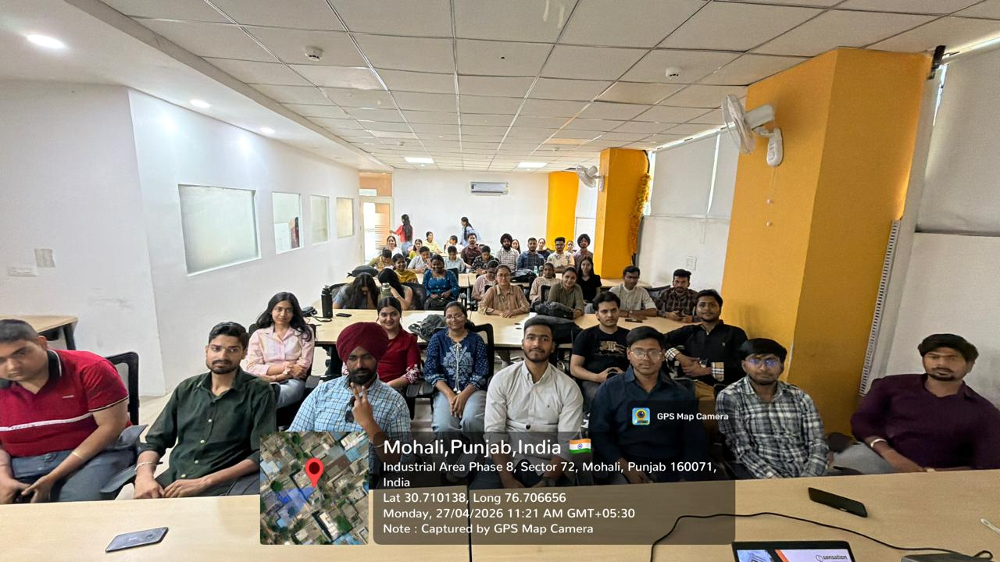 GPS Map Camera
Mohali,Punjab,India
Industrial Area Phase 8, Sector 72, Mohali, Punjab 160071,
India
Lat 30.710138, Long 76.706656
Monday, 27/04/2026 11:21 AM GMT+05:30
Note : Captured by GPS Map Camera
sensation